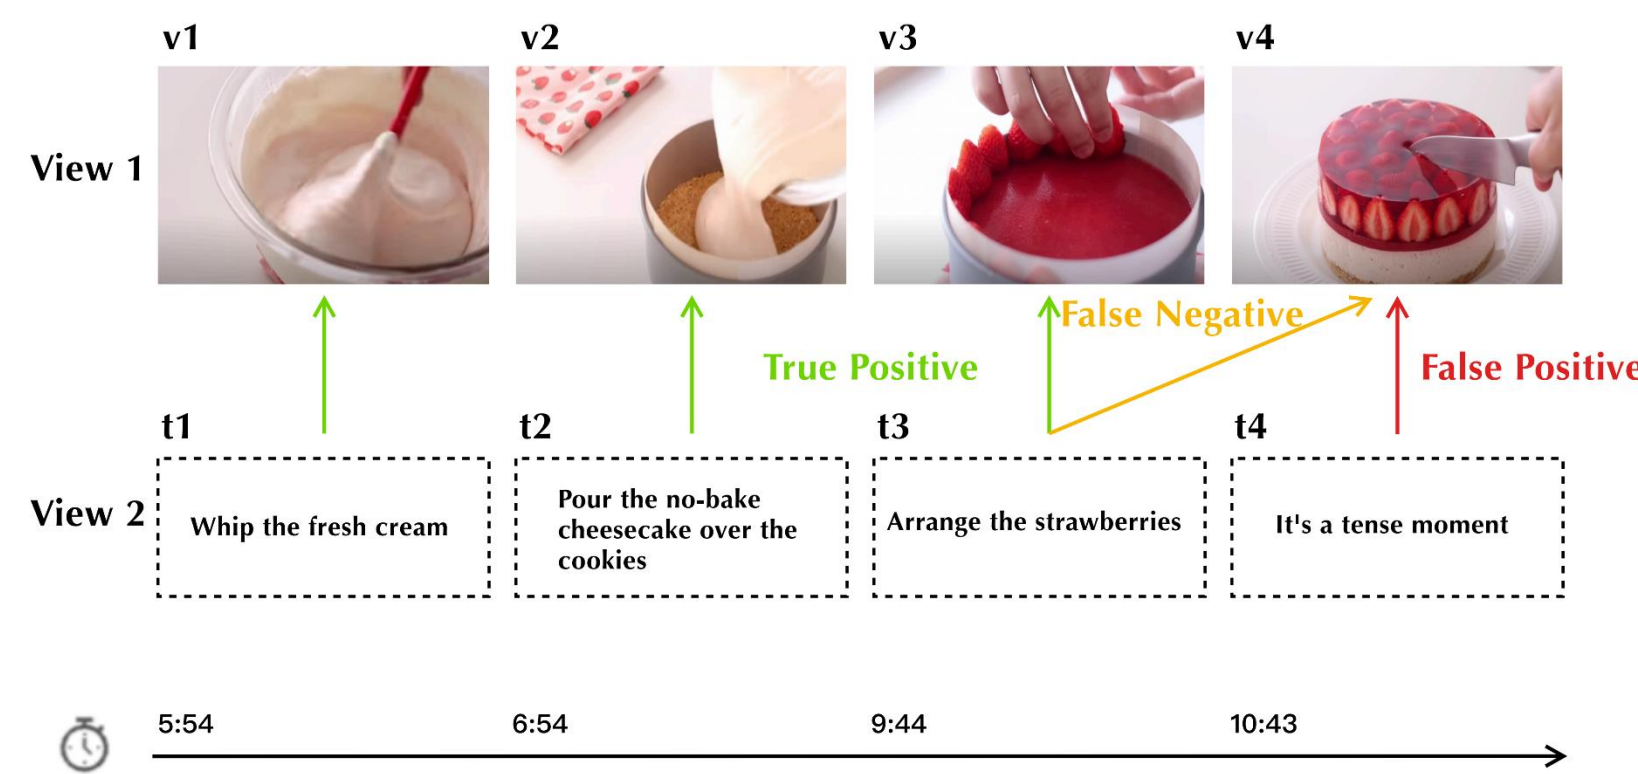 v1
v2
v3
v4
View 1
False Negative
True Positive
False Positive
t1
t2
t3
t4
View 2
Whip the fresh cream
Pour the no-bake
cheesecake over the
cookies
Arrange the strawberries
It's a tense moment
5:54
6:54
9:44
10:43